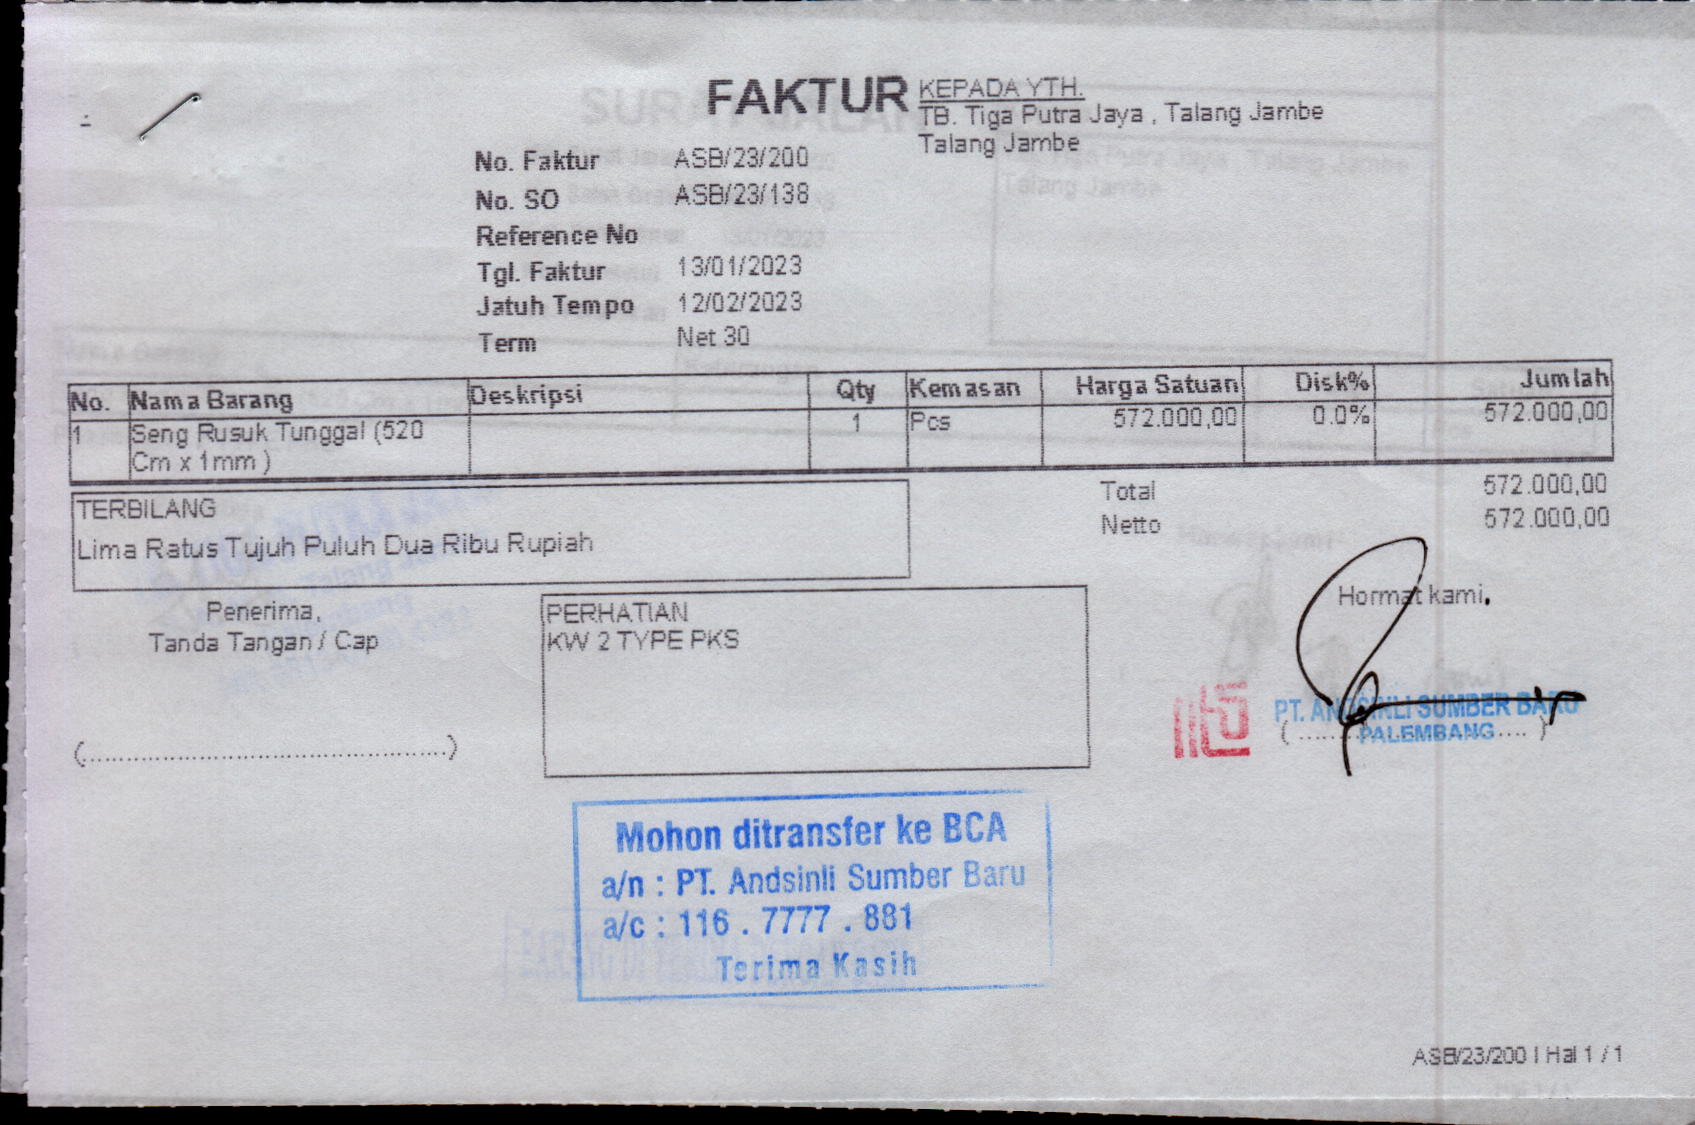 FAKTUR
KEPADA YTH.
TB. Tiga Putra Jaya , Talang Jambe
Talang Jambe
No. Faktur ASB/23/200
No. SO ASB/23/138
Reference No
Tgl. Faktur 13/01/2023
Jatuh Tempo 12/02/2023
Term Net 30
No. Nama Barang Deskripsi Qty Kemasan Harga Satuan Disk% Jumlah
1 Seng Rusuk Tunggal (520 1 Pcs 572.000,00 0.0% 572.000,00
Cm x 1mm )
Total 572.000,00
Netto 572.000,00
TERBILANG
Lima Ratus Tujuh Puluh Dua Ribu Rupiah
Penerima,
Tanda Tangan / Cap
(................................................)
PERHATIAN
KW 2 TYPE PKS
Hormat kami,
PT. ANDSINLI SUMBER BARU
PALEMBANG
Mohon ditransfer ke BCA
a/n : PT. Andsinli Sumber Baru
a/c : 116 . 7777 . 881
Terima Kasih
ASB/23/200 | Hal 1 / 1